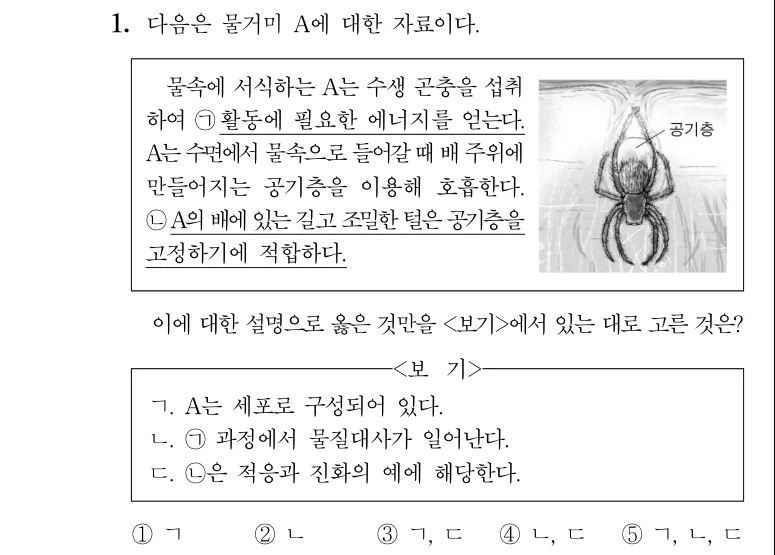 1. 다음은 물거미 A에 대한 자료이다.
물속에 서식하는 A는 수생 곤충을 섭취
하여 ㉠활동에 필요한 에너지를 얻는다.
A는 수면에서 물속으로 들어갈 때 배 주위에
만들어지는 공기층을 이용해 호흡한다.
㉡A의 배에 있는 길고 조밀한 털은 공기층을
고정하기에 적합하다.
공기층
이에 대한 설명으로 옳은 것만을 <보기>에서 있는 대로 고른 것은?
<보 기>
ㄱ. A는 세포로 구성되어 있다.
ㄴ. ㉠ 과정에서 물질대사가 일어난다.
ㄷ. ㉡은 적응과 진화의 예에 해당한다.
① ㄱ ② ㄴ ③ ㄱ, ㄷ ④ ㄴ, ㄷ ⑤ ㄱ, ㄴ, ㄷ